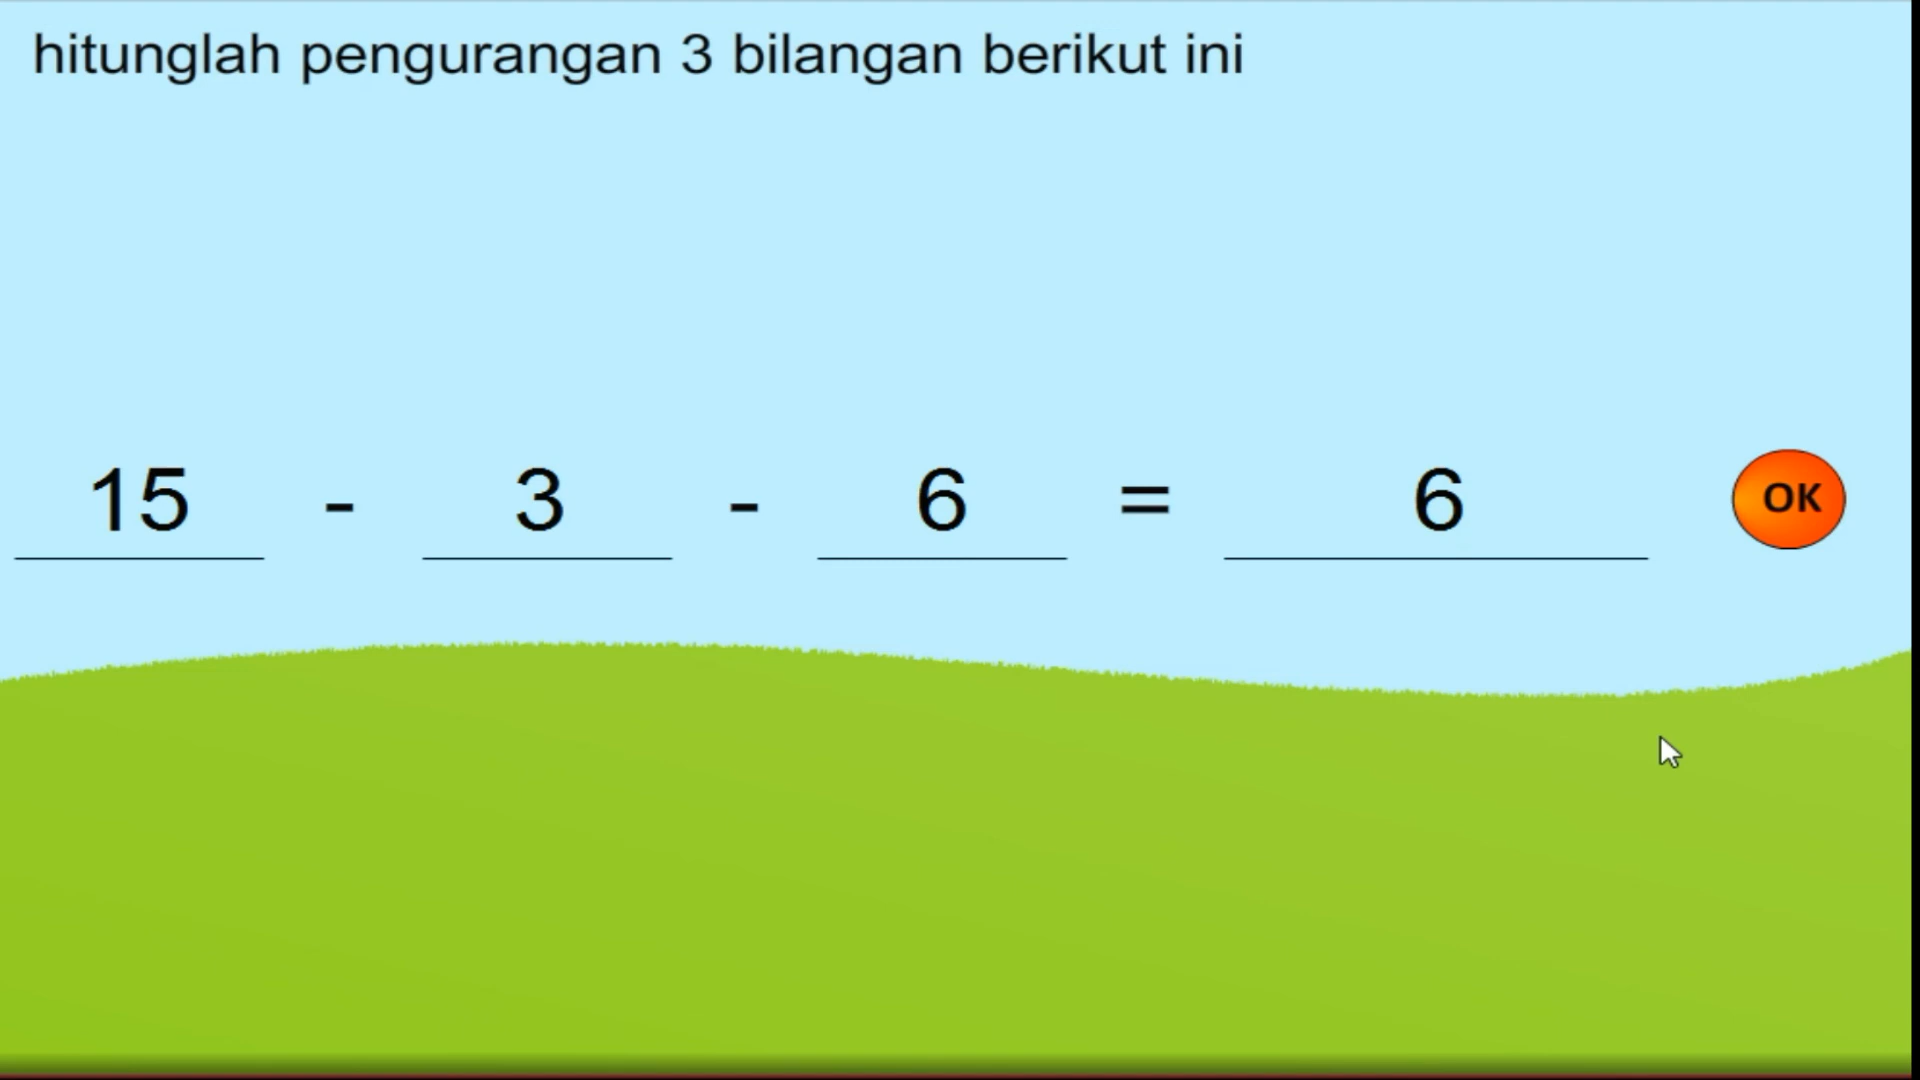 hitunglah pengurangan 3 bilangan berikut ini
15 - 3 - 6 = 6 OK